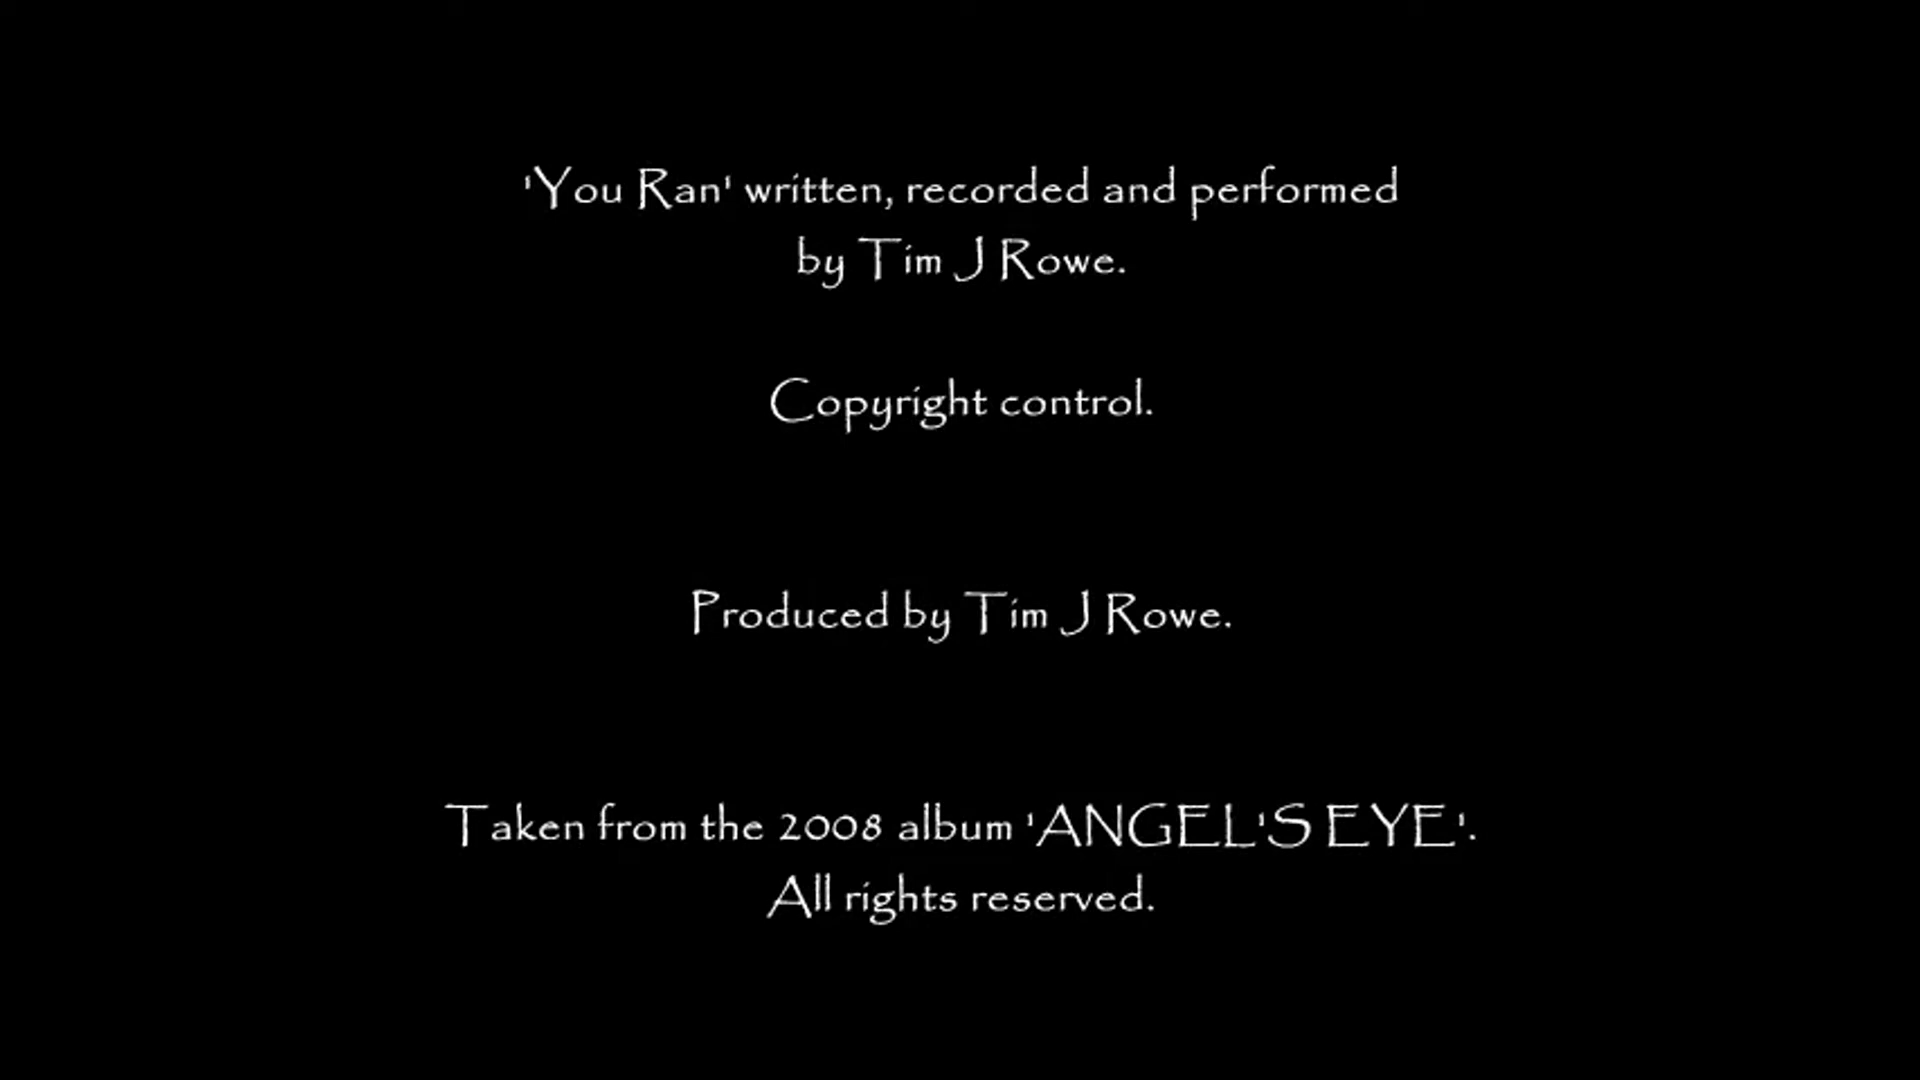 'You Ran' written, recorded and performed
by Tim J Rowe.
Copyright control.
Produced by Tim J Rowe.
Taken from the 2008 album 'ANGEL'S EYE'.
All rights reserved.